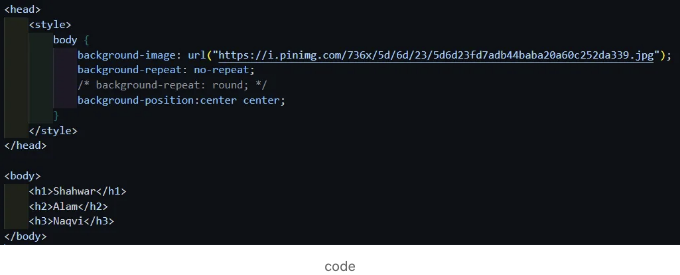 <head>
<style>
body {
background-image: url("https://i.pinimg.com/736x/5d/6d/23/5d6d23fd7adb44baba20a60c252da339.jpg");
background-repeat: no-repeat;
/* background-repeat: round; */
background-position:center center;
}
</style>
</head>
<body>
<h1>Shahwar</h1>
<h2>Alam</h2>
<h3>Naqvi</h3>
</body>
code